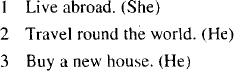 1 Live abroad. (She)
2 Travel round the world. (He)
3 Buy a new house. (He)